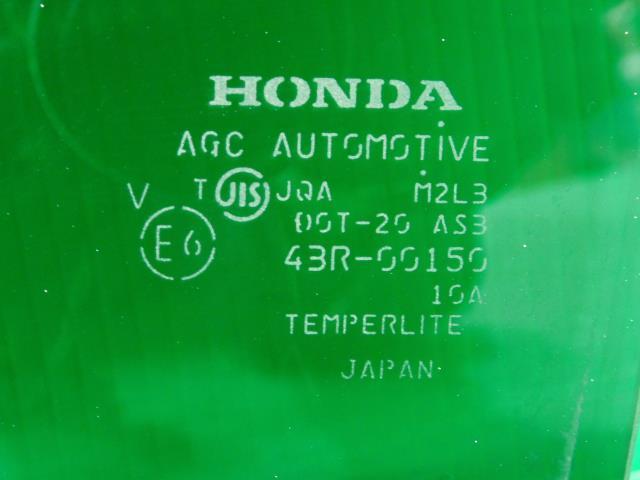 HONDA
AGC AUTOMOTIVE
V T JIS JQA M2L3
E6 DOT-20 AS3
43R-00150
10A
TEMPERLITE
JAPAN